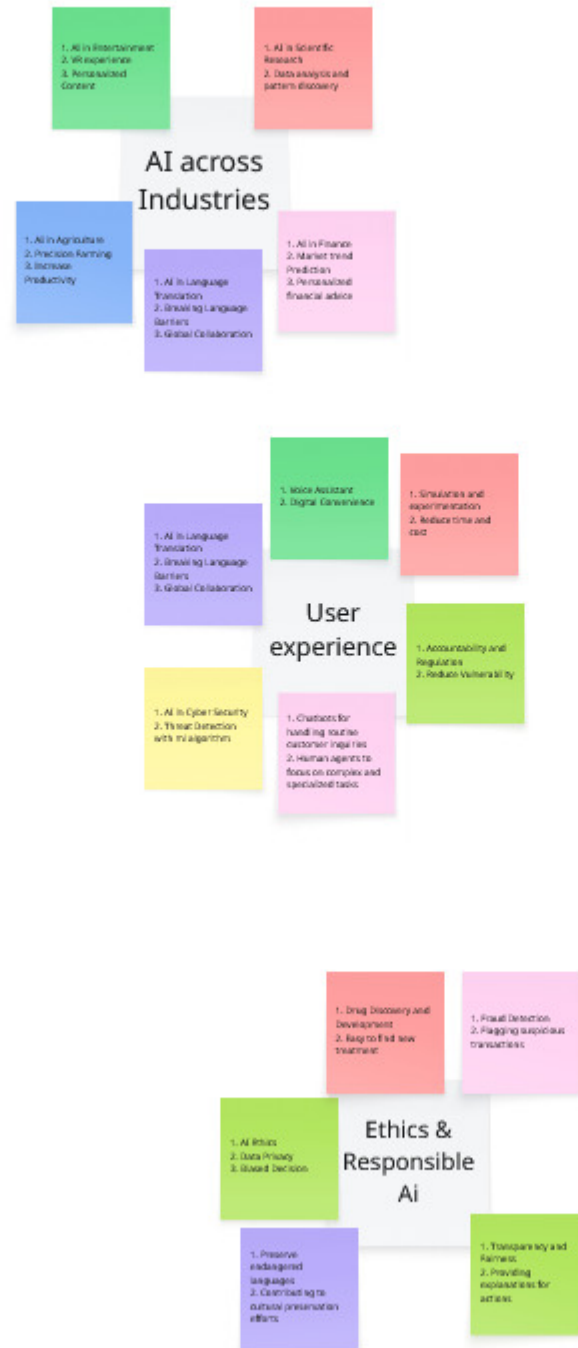 1. AI in Entertainment
2. VR experience
3. Personalized
Content
1. AI in Scientific
Research
2. Data analysis and
pattern discovery
AI across
Industries
1. AI in Agriculture
2. Precision Farming
3. Increase
Productivity
1. AI in Language
Translation
2. Breaking Language
Barriers
3. Global Collaboration
1. AI in Finance
2. Market trend
Prediction
3. Personalized
financial advice
1. Voice Assistant
2. Digital Convenience
1. Simulation and
experimentation
2. Reduce time and
cost
1. AI in Language
Translation
2. Breaking Language
Barriers
3. Global Collaboration
User
experience
1. Accountability and
Regulation
2. Reduce Vulnerability
1. AI in Cyber Security
2. Threat Detection
with ml algorithm
1. Chatbots for
handling routine
customer inquiries
2. Human agents to
focus on complex and
specialized tasks
1. Drug Discovery and
Development
2. Easy to find new
treatment
1. Fraud Detection
2. Flagging suspicious
transactions
1. AI Ethics
2. Data Privacy
3. Biased Decision
Ethics &
Responsible
Ai
1. Preserve
endangered
languages
2. Contributing to
cultural preservation
efforts
1. Transparency and
Fairness
2. Providing
explanations for
actions